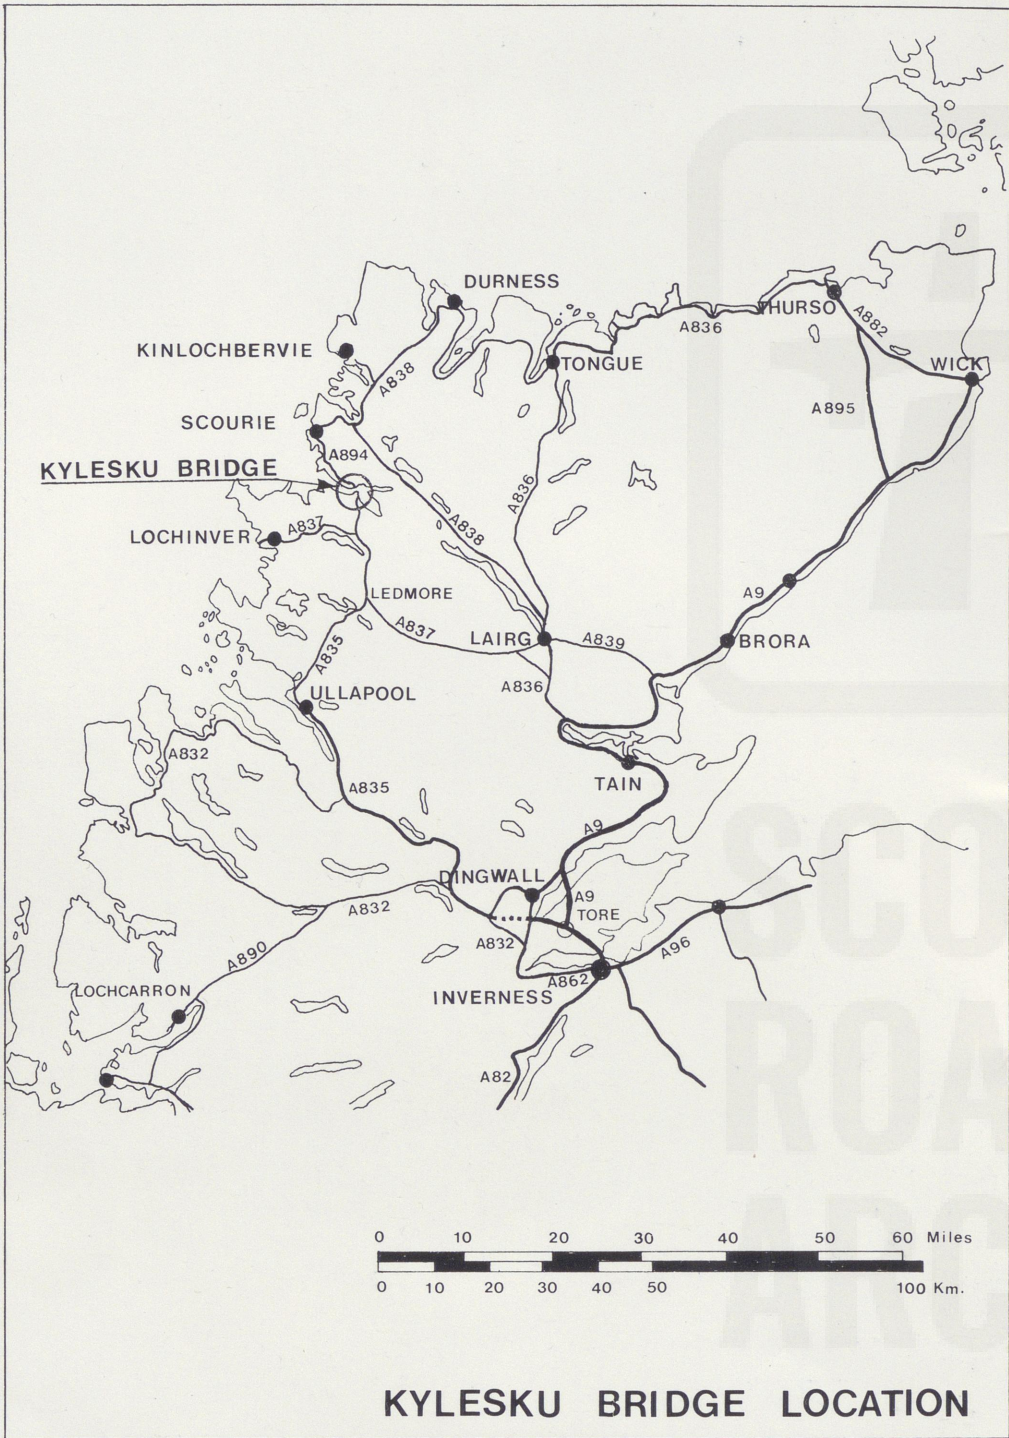 DURNESS
THURSO
A882
A836
KINLOCHBERVIE
A838
TONGUE
WICK
A895
SCOURIE
A894
KYLESKU BRIDGE
A836
A837
A838
LOCHINVER
LEDMORE
A9
A837
LAIRG
A839
BRORA
A835
A836
ULLAPOOL
A832
A835
TAIN
A9
DINGWALL
A9
TORE
A832
A832
A96
A890
A862
LOCHCARRON
INVERNESS
A82
0 10 20 30 40 50 60 Miles
0 10 20 30 40 50 100 Km.
KYLESKU BRIDGE LOCATION
SCO
ROA
ARC